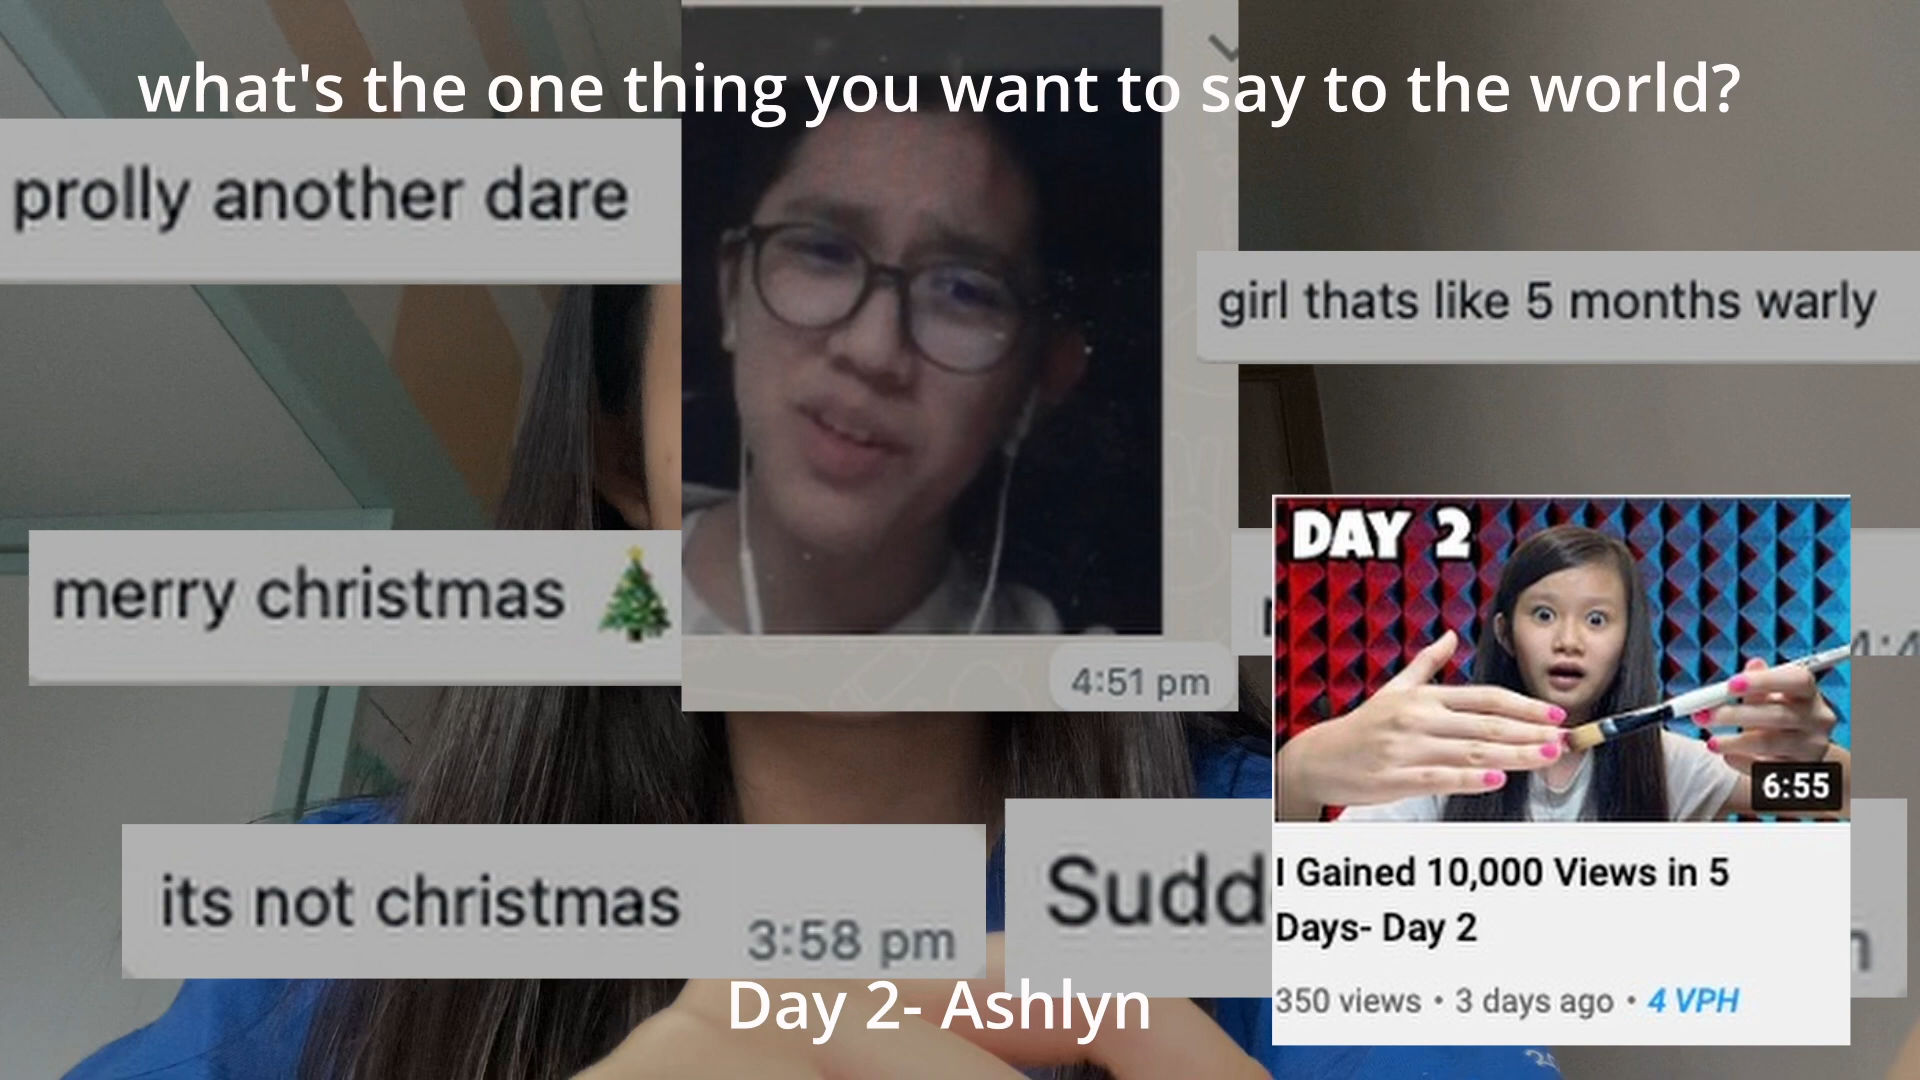 what's the one thing you want to say to the world?
prolly another dare
girl thats like 5 months warly
merry christmas 🎄
4:51 pm
DAY 2
6:55
its not christmas
3:58 pm
I Gained 10,000 Views in 5
Days- Day 2
350 views • 3 days ago • 4 VPH
Day 2- Ashlyn